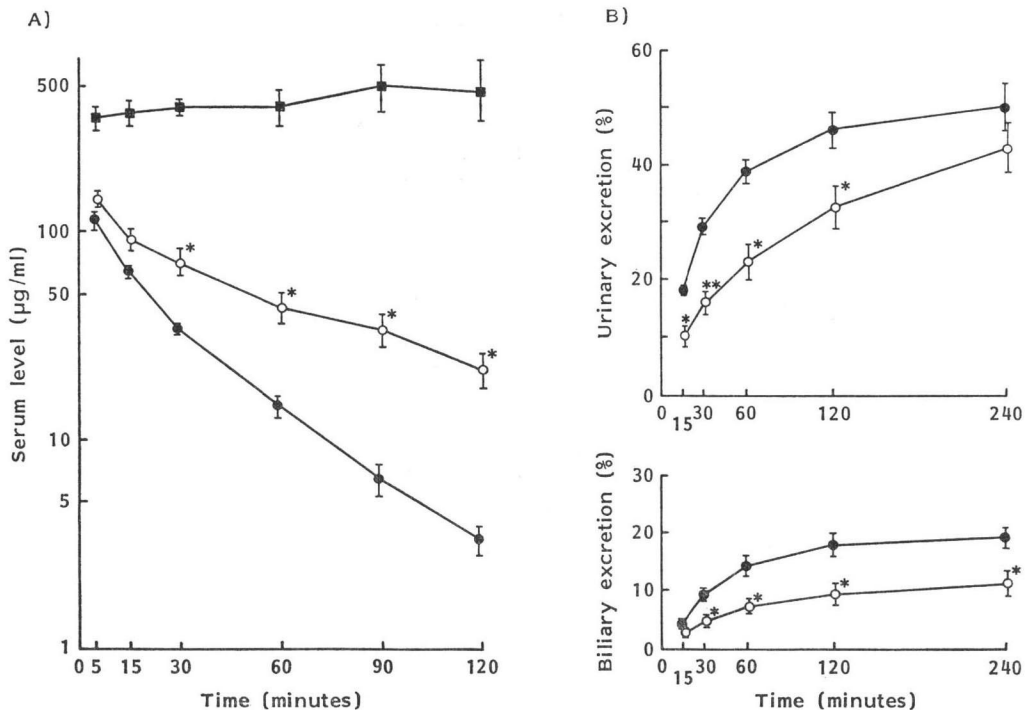 A)
500
100
50
10
5
1
Serum level (µg/ml)
*
*
*
*
0 5 15 30 60 90 120
Time (minutes)
B)
60
40
20
0
Urinary excretion (%)
*
**
*
*
0 15 30 60 120 240
30
20
10
0
Biliary excretion (%)
*
*
*
*
0 15 30 60 120 240
Time (minutes)